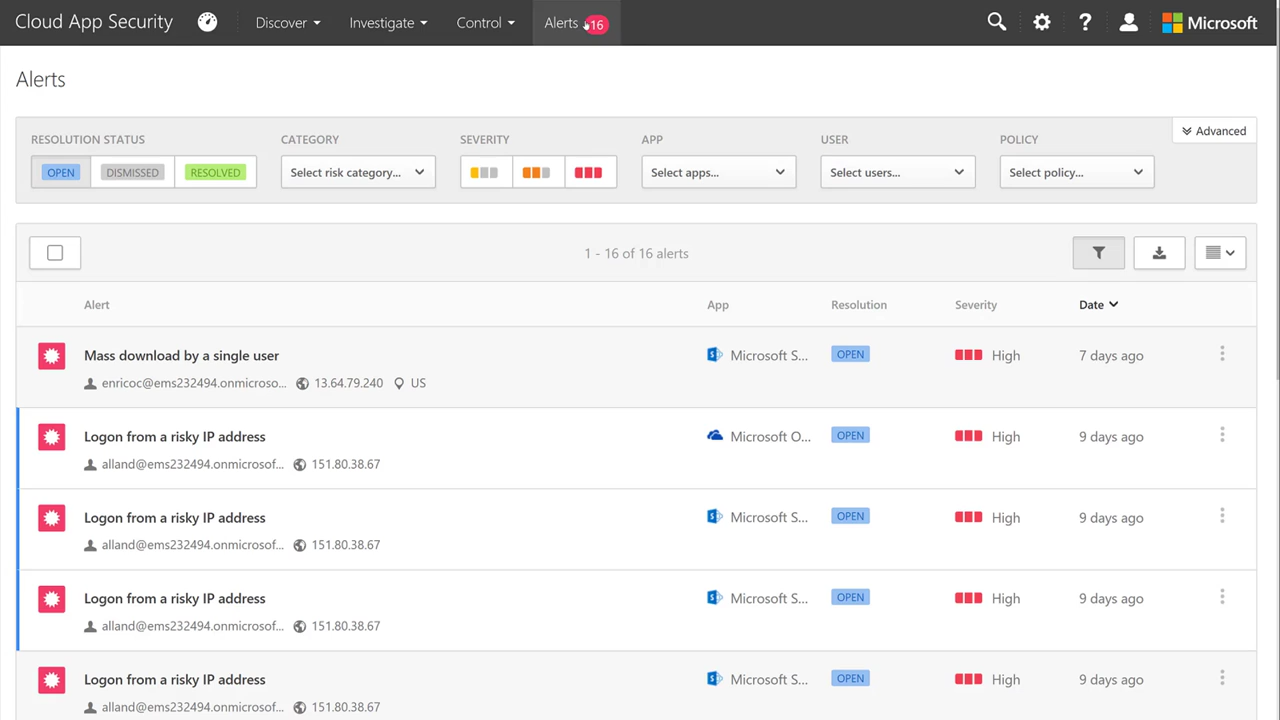 Cloud App Security Discover Investigate Control Alerts 16 ? Microsoft
Alerts
Advanced
RESOLUTION STATUS CATEGORY SEVERITY APP USER POLICY
OPEN DISMISSED RESOLVED Select risk category... Select apps... Select users... Select policy...
1 - 16 of 16 alerts
Alert App Resolution Severity Date
Mass download by a single user Microsoft S... OPEN High 7 days ago
enricoc@ems232494.onmicroso... 13.64.79.240 US
Logon from a risky IP address Microsoft O... OPEN High 9 days ago
alland@ems232494.onmicrosof... 151.80.38.67
Logon from a risky IP address Microsoft S... OPEN High 9 days ago
alland@ems232494.onmicrosof... 151.80.38.67
Logon from a risky IP address Microsoft S... OPEN High 9 days ago
alland@ems232494.onmicrosof... 151.80.38.67
Logon from a risky IP address Microsoft S... OPEN High 9 days ago
alland@ems232494.onmicrosof... 151.80.38.67